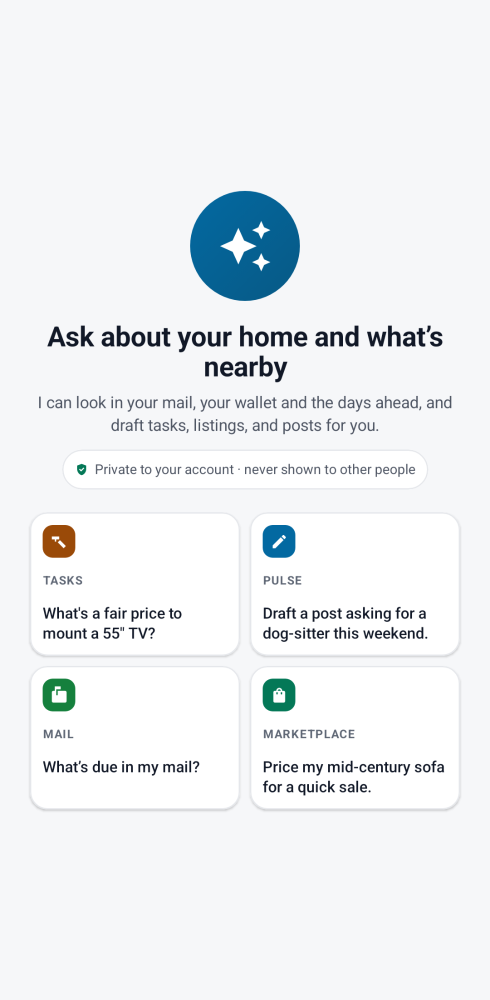 Ask about your home and what’s
nearby
I can look in your mail, your wallet and the days ahead, and
draft tasks, listings, and posts for you.
Private to your account · never shown to other people
TASKS
What's a fair price to
mount a 55" TV?
PULSE
Draft a post asking for a
dog-sitter this weekend.
MAIL
What’s due in my mail?
MARKETPLACE
Price my mid-century sofa
for a quick sale.